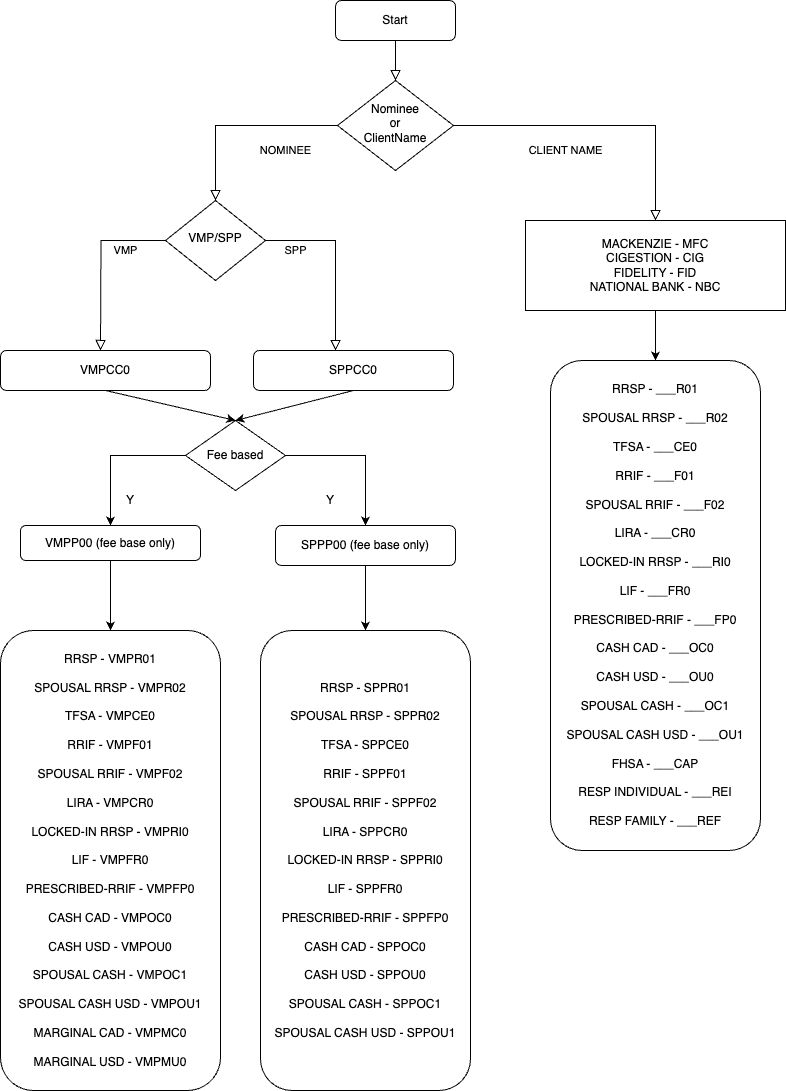 Start
Nominee
or
ClientName
NOMINEE
CLIENT NAME
VMP/SPP
VMP
SPP
MACKENZIE - MFC
CIGESTION - CIG
FIDELITY - FID
NATIONAL BANK - NBC
VMPCC0
SPPCC0
Fee based
Y
Y
VMPP00 (fee base only)
SPPP00 (fee base only)
RRSP - VMPR01
SPOUSAL RRSP - VMPR02
TFSA - VMPCE0
RRIF - VMPF01
SPOUSAL RRIF - VMPF02
LIRA - VMPCR0
LOCKED-IN RRSP - VMPRI0
LIF - VMPFR0
PRESCRIBED-RRIF - VMPFP0
CASH CAD - VMPOC0
CASH USD - VMPOU0
SPOUSAL CASH - VMPOC1
SPOUSAL CASH USD - VMPOU1
MARGINAL CAD - VMPMC0
MARGINAL USD - VMPMU0
RRSP - SPPR01
SPOUSAL RRSP - SPPR02
TFSA - SPPCE0
RRIF - SPPF01
SPOUSAL RRIF - SPPF02
LIRA - SPPCR0
LOCKED-IN RRSP - SPPRI0
LIF - SPPFR0
PRESCRIBED-RRIF - SPPFP0
CASH CAD - SPPOC0
CASH USD - SPPOU0
SPOUSAL CASH - SPPOC1
SPOUSAL CASH USD - SPPOU1
RRSP - ___R01
SPOUSAL RRSP - ___R02
TFSA - ___CE0
RRIF - ___F01
SPOUSAL RRIF - ___F02
LIRA - ___CR0
LOCKED-IN RRSP - ___RI0
LIF - ___FR0
PRESCRIBED-RRIF - ___FP0
CASH CAD - ___OC0
CASH USD - ___OU0
SPOUSAL CASH - ___OC1
SPOUSAL CASH USD - ___OU1
FHSA - ___CAP
RESP INDIVIDUAL - ___REI
RESP FAMILY - ___REF